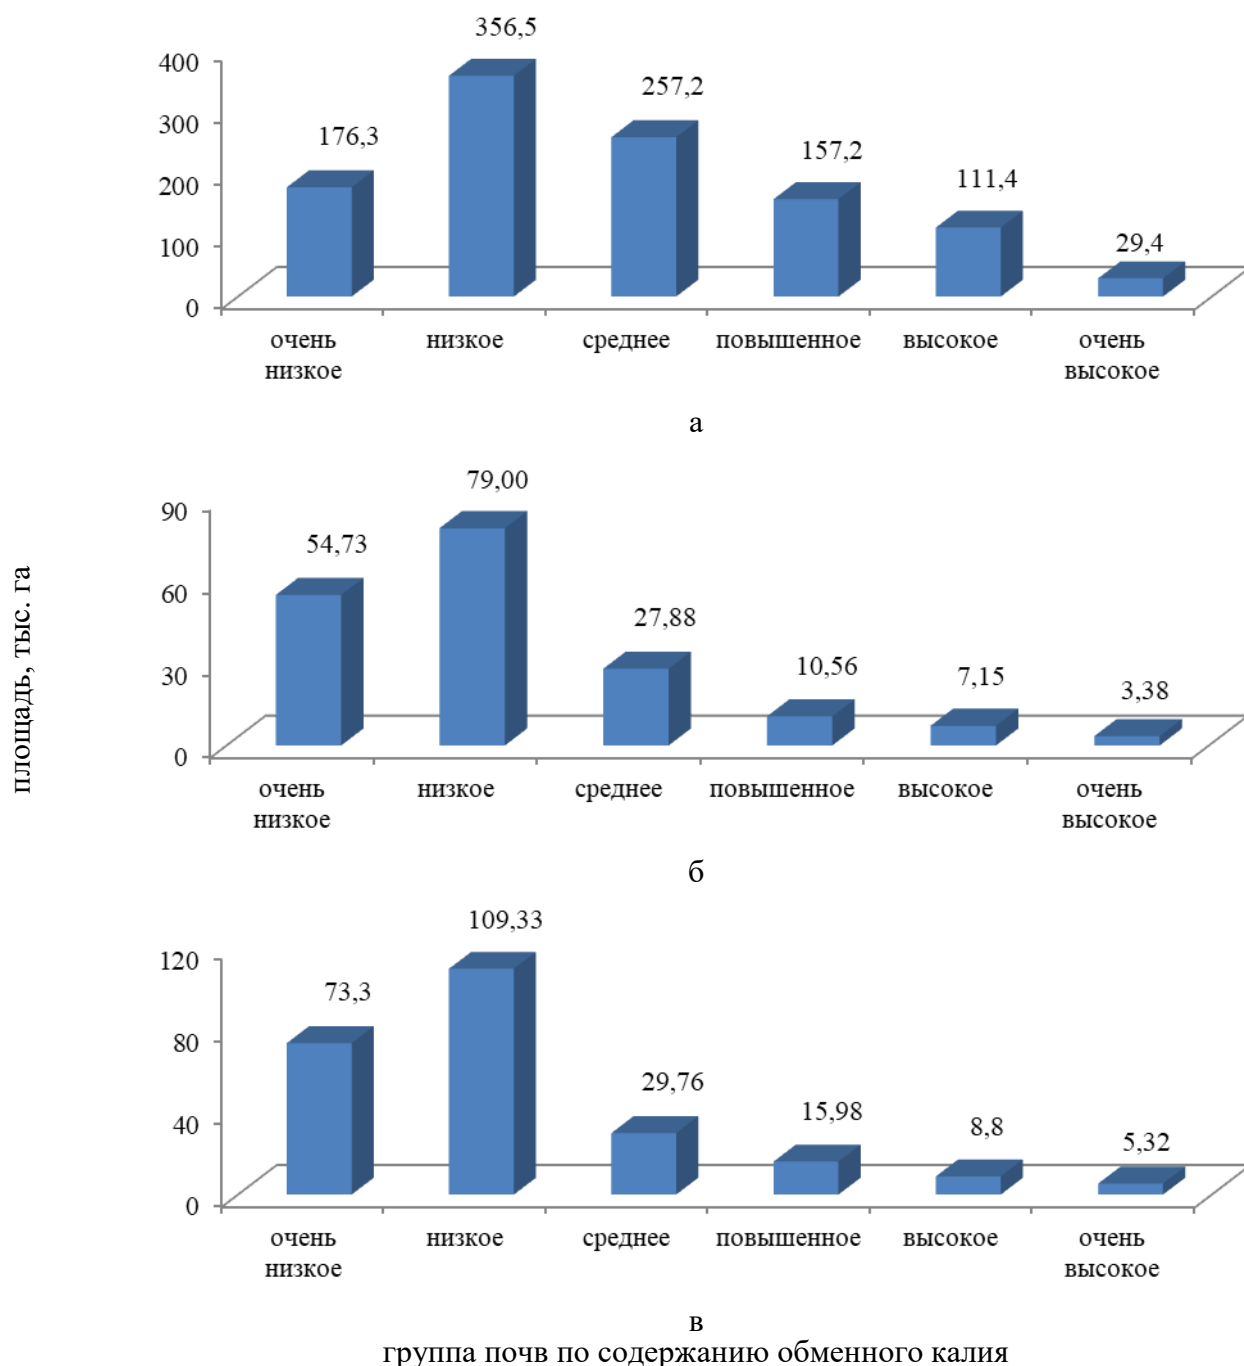 356,5
400
257,2
300
176,3
157,2
111,4
200
29,4
100
0
очень низкое среднее повышенное высокое очень
низкое высокое
а
79,00
90
54,73
60
27,88
10,56
7,15
3,38
30
0
очень низкое среднее повышенное высокое очень
низкое высокое
б
площадь, тыс. га
109,33
120
73,3
80
29,76
15,98
8,8
5,32
40
0
очень низкое среднее повышенное высокое очень
низкое высокое
в
группа почв по содержанию обменного калия